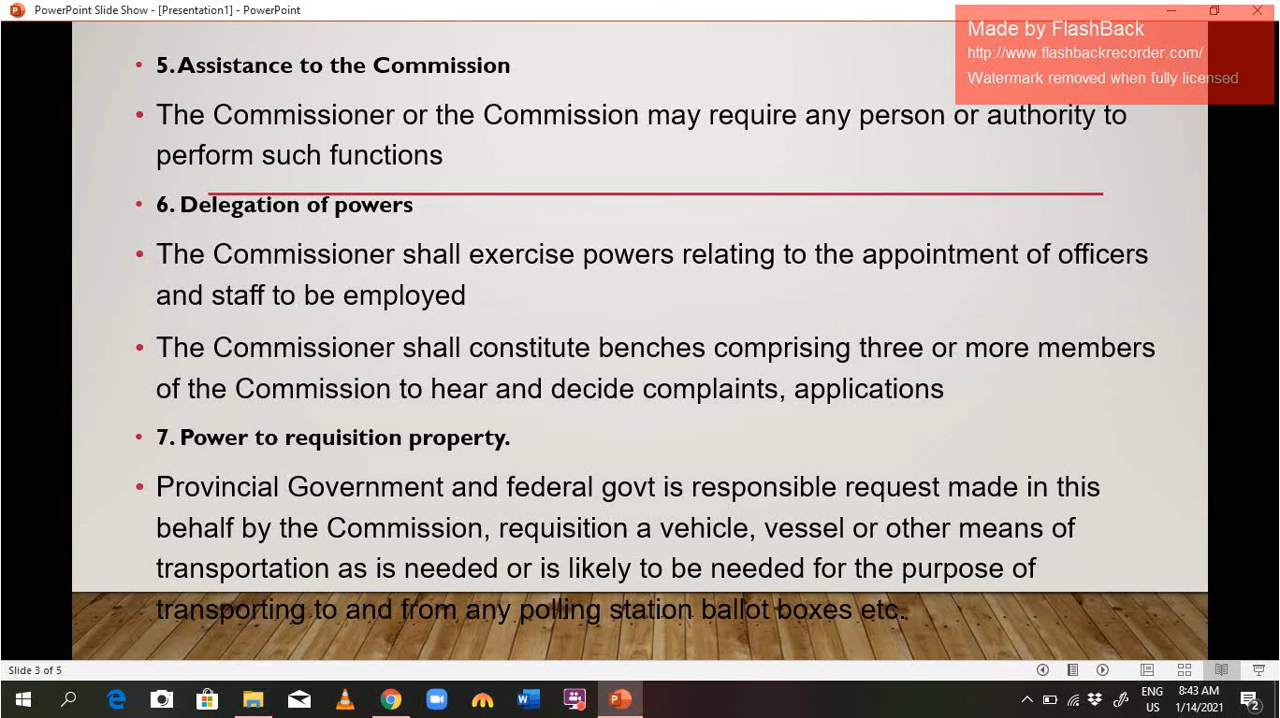 PowerPoint Slide Show - [Presentation1] - PowerPoint
Made by FlashBack
http://www.flashbackrecorder.com/
Watermark removed when fully licensed
• 5. Assistance to the Commission
• The Commissioner or the Commission may require any person or authority to
perform such functions
• 6. Delegation of powers
• The Commissioner shall exercise powers relating to the appointment of officers
and staff to be employed
• The Commissioner shall constitute benches comprising three or more members
of the Commission to hear and decide complaints, applications
• 7. Power to requisition property.
• Provincial Government and federal govt is responsible request made in this
behalf by the Commission, requisition a vehicle, vessel or other means of
transportation as is needed or is likely to be needed for the purpose of
transporting to and from any polling station ballot boxes etc.
Slide 3 of 5
ENG
US
8:43 AM
1/14/2021
2